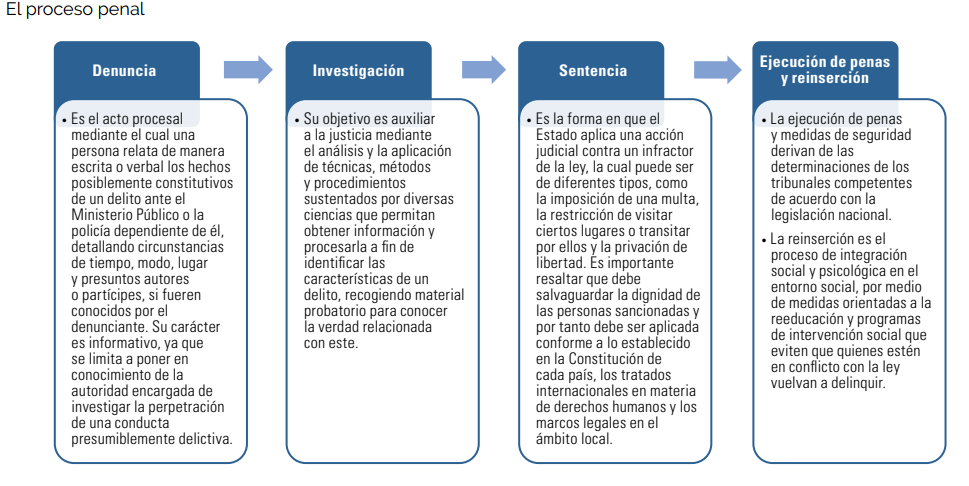 El proceso penal
Denuncia
• Es el acto procesal
mediante el cual una
persona relata de manera
escrita o verbal los hechos
posiblemente constitutivos
de un delito ante el
Ministerio Público o la
policía dependiente de él,
detallando circunstancias
de tiempo, modo, lugar
y presuntos autores
o partícipes, si fueren
conocidos por el
denunciante. Su carácter
es informativo, ya que
se limita a poner en
conocimiento de la
autoridad encargada de
investigar la perpetración
de una conducta
presumiblemente delictiva.
Investigación
• Su objetivo es auxiliar
a la justicia mediante
el análisis y la aplicación
de técnicas, métodos
y procedimientos
sustentados por diversas
ciencias que permitan
obtener información y
procesarla a fin de
identificar las
características de un
delito, recogiendo material
probatorio para conocer
la verdad relacionada
con este.
Sentencia
• Es la forma en que el
Estado aplica una acción
judicial contra un infractor
de la ley, la cual puede ser
de diferentes tipos, como
la imposición de una multa,
la restricción de visitar
ciertos lugares o transitar
por ellos y la privación de
libertad. Es importante
resaltar que debe
salvaguardar la dignidad de
las personas sancionadas y
por tanto debe ser aplicada
conforme a lo establecido
en la Constitución de
cada país, los tratados
internacionales en materia
de derechos humanos y los
marcos legales en el
ámbito local.
Ejecución de penas
y reinserción
• La ejecución de penas
y medidas de seguridad
derivan de las
determinaciones de los
tribunales competentes
de acuerdo con la
legislación nacional.
• La reinserción es el
proceso de integración
social y psicológica en el
entorno social, por medio
de medidas orientadas a la
reeducación y programas
de intervención social que
eviten que quienes estén
en conflicto con la ley
vuelvan a delinquir.